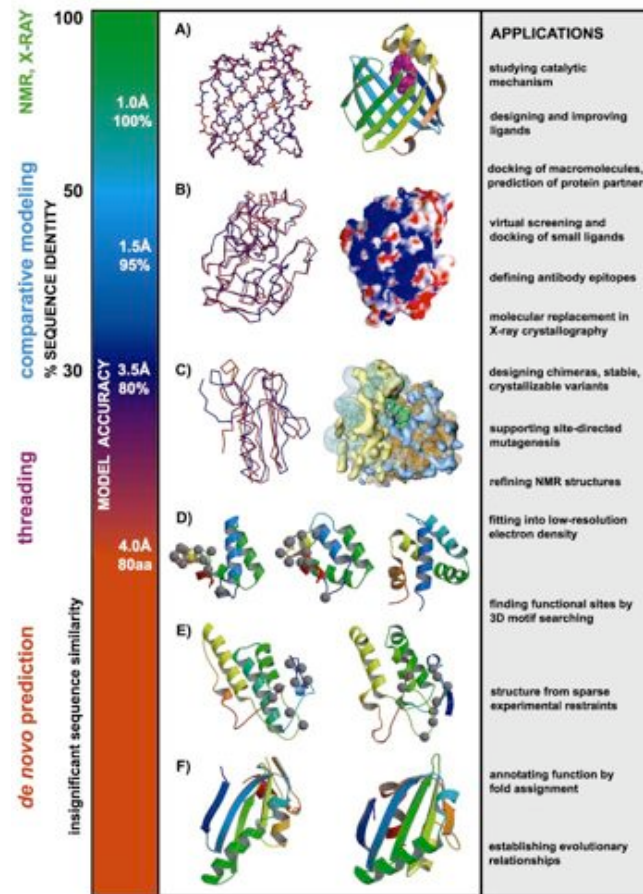 100
50
30
% SEQUENCE IDENTITY
insignificant sequence similarity
NMR, X-RAY
comparative modeling
threading
de novo prediction
MODEL ACCURACY
1.0Å
100%
1.5Å
95%
3.5Å
80%
4.0Å
80aa
A)
B)
C)
D)
E)
F)
APPLICATIONS
studying catalytic
mechanism
designing and improving
ligands
docking of macromolecules,
prediction of protein partner
virtual screening and
docking of small ligands
defining antibody epitopes
molecular replacement in
X-ray crystallography
designing chimeras, stable,
crystallizable variants
supporting site-directed
mutagenesis
refining NMR structures
fitting into low-resolution
electron density
finding functional sites by
3D motif searching
structure from sparse
experimental restraints
annotating function by
fold assignment
establishing evolutionary
relationships